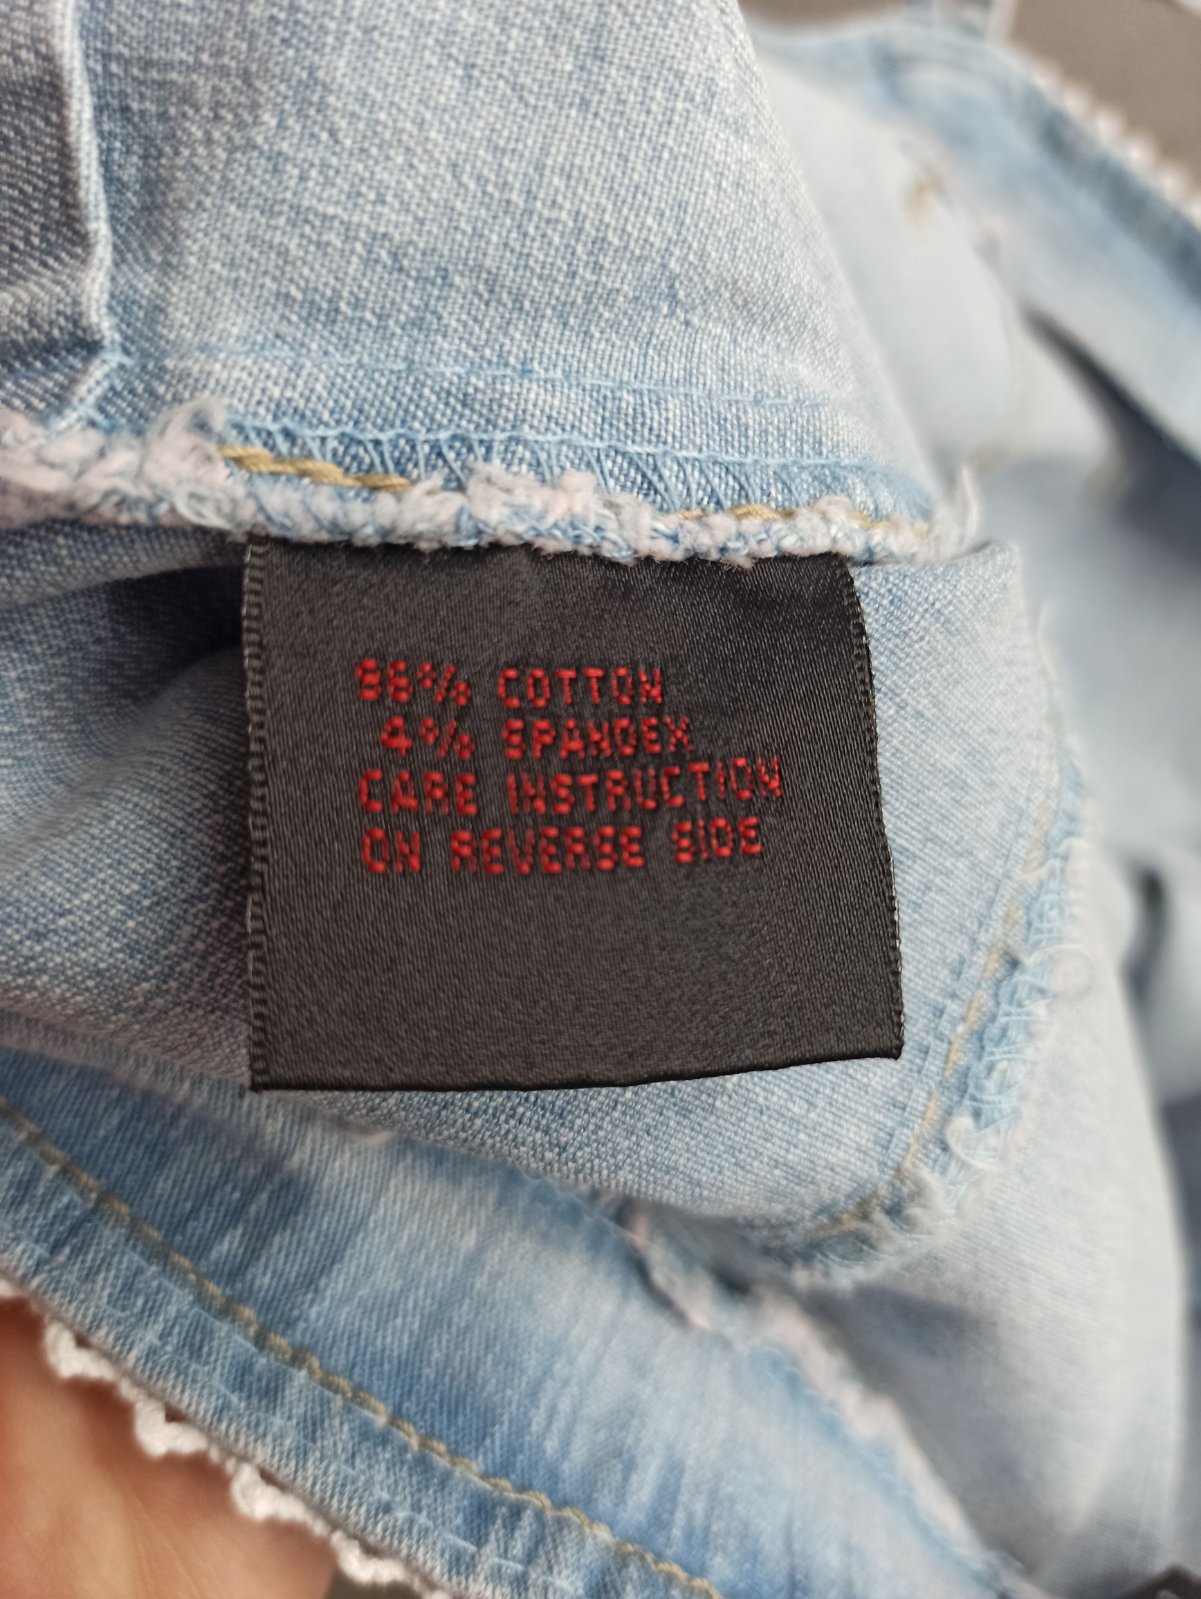 96% COTTON
4% SPANDEX
CARE INSTRUCTION
ON REVERSE SIDE